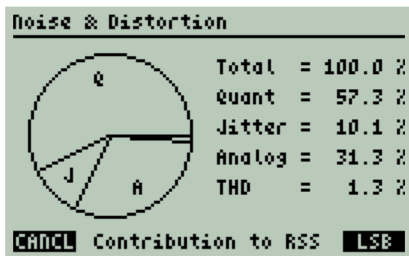 Noise & Distortion
Q
J
A
Total = 100.0 %
Quant = 57.3 %
Jitter = 10.1 %
Analog = 31.3 %
THD = 1.3 %
CANCL Contribution to RSS LSB